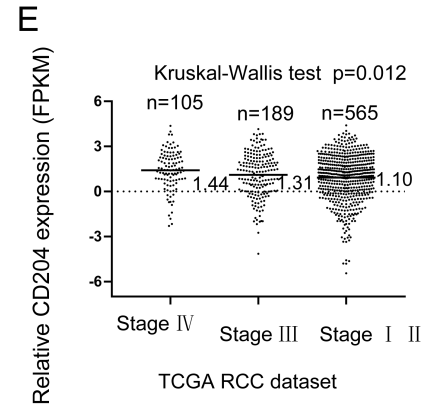 E
Relative CD204 expression (FPKM)
Kruskal-Wallis test p=0.012
6
3
0
-3
-6
n=105
n=189
n=565
1.44
1.31
1.10
Stage Ⅳ
Stage Ⅲ
Stage Ⅰ Ⅱ
TCGA RCC dataset